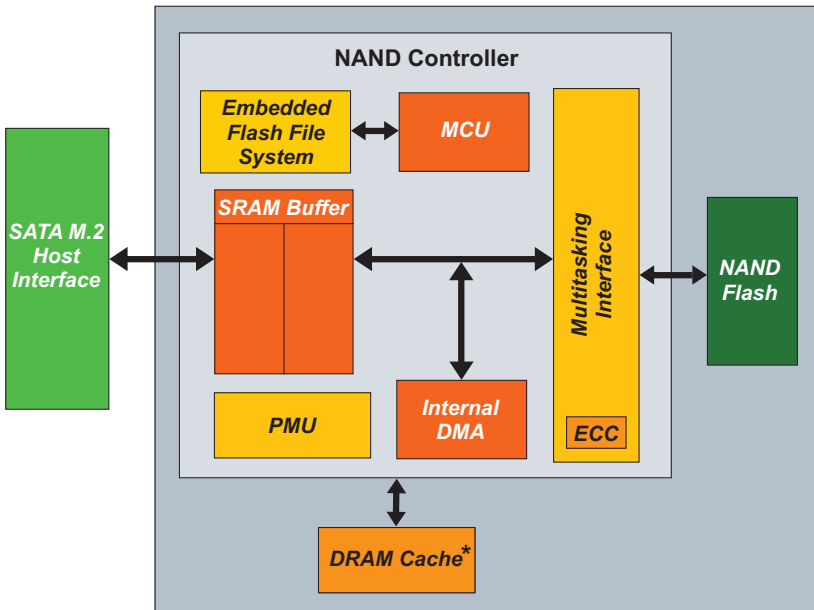 NAND Controller
Embedded
Flash File
System
MCU
SRAM Buffer
SATA M.2
Host
Interface
Multitasking
Interface
NAND
Flash
PMU
Internal
DMA
ECC
DRAM Cache*